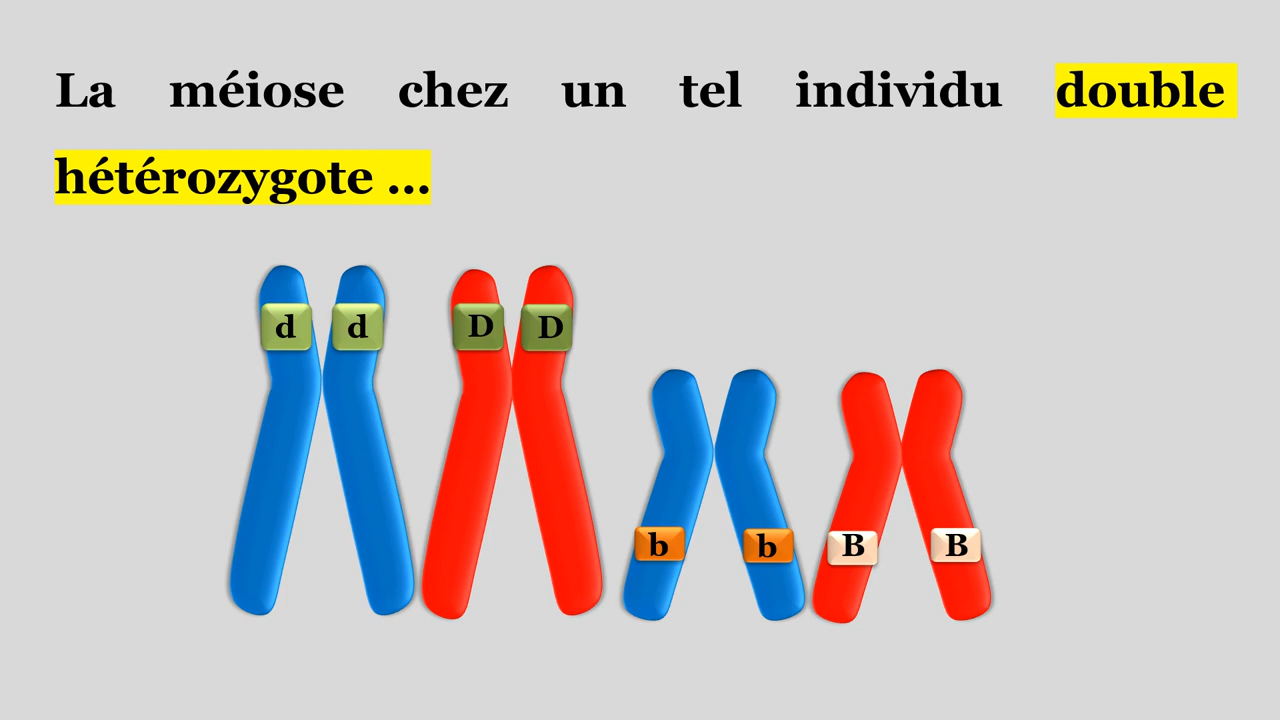 La méiose chez un tel individu double
hétérozygote ...
d d D D
b b B B